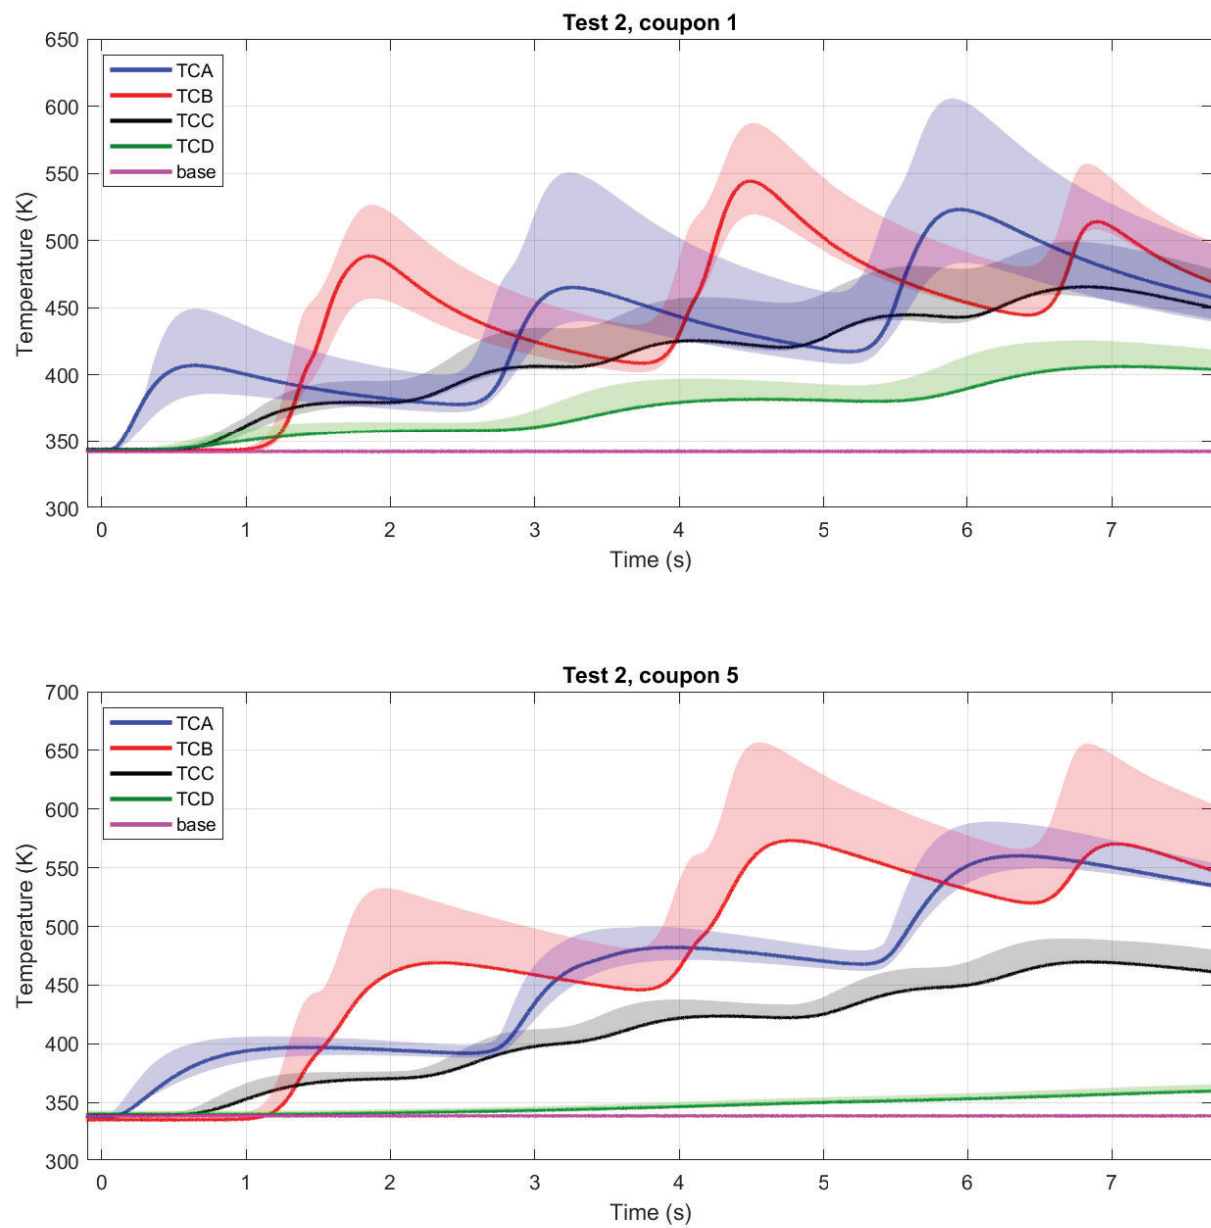 Test 2, coupon 1
650
600
550
500
450
400
350
300
Temperature (K)
TCA
TCB
TCC
TCD
base
0 1 2 3 4 5 6 7
Time (s)
Test 2, coupon 5
700
650
600
550
500
450
400
350
300
Temperature (K)
TCA
TCB
TCC
TCD
base
0 1 2 3 4 5 6 7
Time (s)